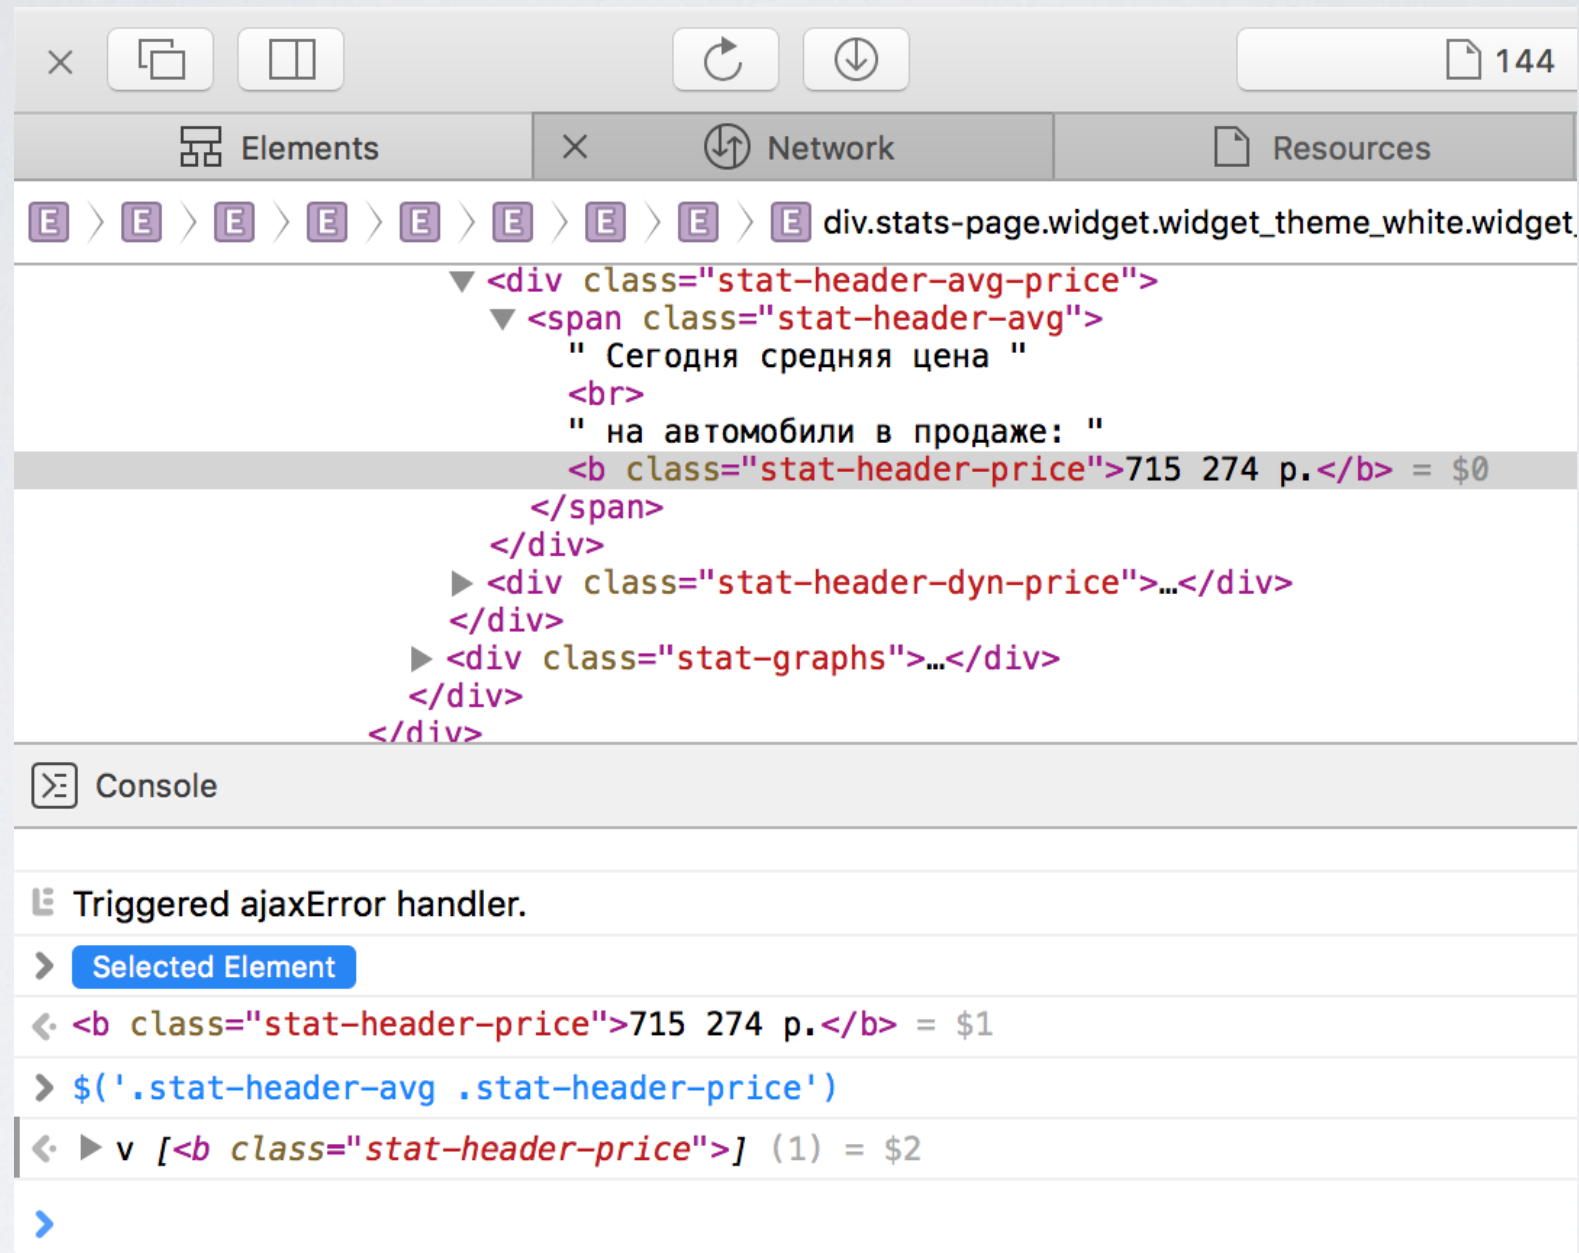 144
Elements
Network
Resources
E E E E E E E E E div.stats-page.widget.widget_theme_white.widget_
<div class="stat-header-avg-price">
<span class="stat-header-avg">
" Сегодня средняя цена "
<br>
" на автомобили в продаже: "
<b class="stat-header-price">715 274 р.</b> = $0
</span>
</div>
<div class="stat-header-dyn-price">…</div>
</div>
<div class="stat-graphs">…</div>
</div>
</div>
Console
Triggered ajaxError handler.
Selected Element
<b class="stat-header-price">715 274 р.</b> = $1
$('.stat-header-avg .stat-header-price')
v [<b class="stat-header-price">] (1) = $2